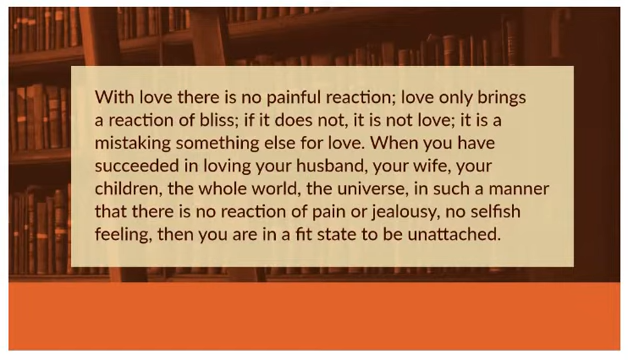 With love there is no painful reaction; love only brings
a reaction of bliss; if it does not, it is not love; it is a
mistaking something else for love. When you have
succeeded in loving your husband, your wife, your
children, the whole world, the universe, in such a manner
that there is no reaction of pain or jealousy, no selfish
feeling, then you are in a fit state to be unattached.